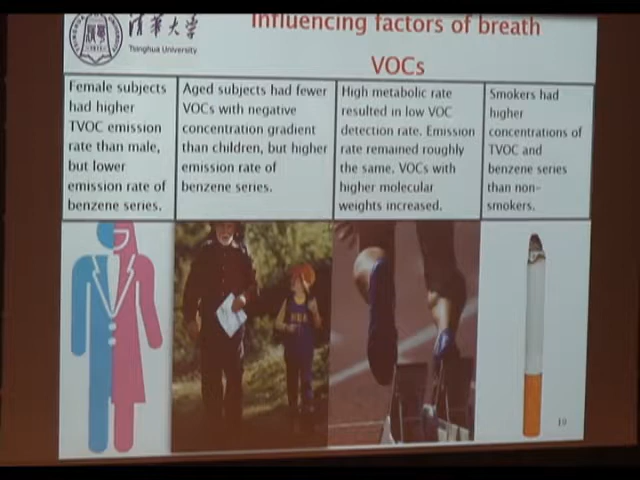 清華大学
Tsinghua University
Influencing factors of breath
VOCs
Female subjects
had higher
TVOC emission
rate than male,
but lower
emission rate of
benzene series.
Aged subjects had fewer
VOCs with negative
concentration gradient
than children, but higher
emission rate of
benzene series.
High metabolic rate
resulted in low VOC
detection rate. Emission
rate remained roughly
the same. VOCs with
higher molecular
weights increased.
Smokers had
higher
concentrations of
TVOC and
benzene series
than non-
smokers.
19